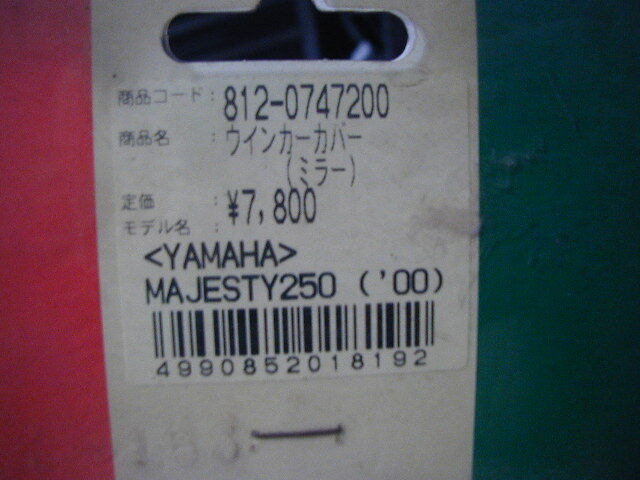 商品コード : 812-0747200
商品名 : ウインカーカバー
(ミラー)
定価 : ¥7,800
モデル名 :
<YAMAHA>
MAJESTY250 ('00)
4990852018192